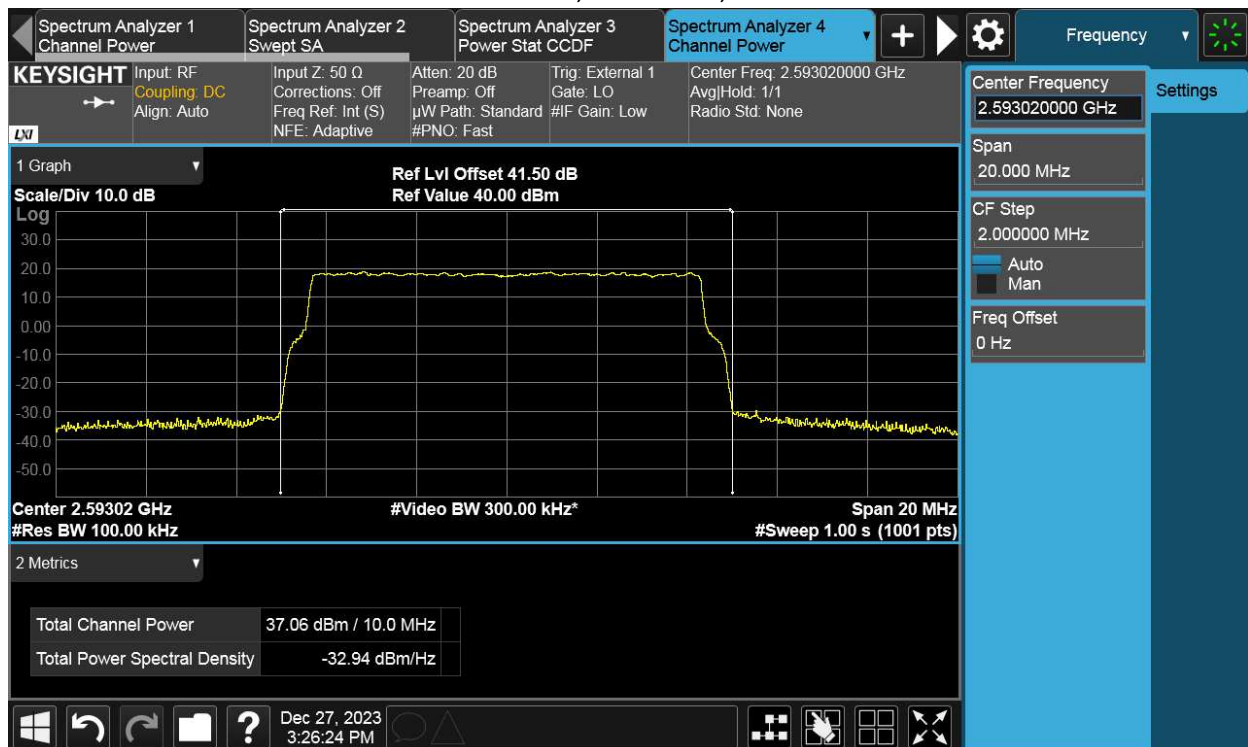 Spectrum Analyzer 1
Channel Power
Spectrum Analyzer 2
Swept SA
Spectrum Analyzer 3
Power Stat CCDF
Spectrum Analyzer 4
Channel Power
Frequency
KEYSIGHT
LXI
Input: RF
Coupling: DC
Align: Auto
Input Z: 50 Ω
Corrections: Off
Freq Ref: Int (S)
NFE: Adaptive
Atten: 20 dB
Preamp: Off
µW Path: Standard
#PNO: Fast
Trig: External 1
Gate: LO
#IF Gain: Low
Center Freq: 2.593020000 GHz
Avg|Hold: 1/1
Radio Std: None
Center Frequency
2.593020000 GHz
Settings
Span
20.000 MHz
CF Step
2.000000 MHz
Auto
Man
Freq Offset
0 Hz
1 Graph
Scale/Div 10.0 dB
Ref Lvl Offset 41.50 dB
Ref Value 40.00 dBm
Log
30.0
20.0
10.0
0.00
-10.0
-20.0
-30.0
-40.0
-50.0
Center 2.59302 GHz
#Res BW 100.00 kHz
#Video BW 300.00 kHz*
Span 20 MHz
#Sweep 1.00 s (1001 pts)
2 Metrics
Total Channel Power 37.06 dBm / 10.0 MHz
Total Power Spectral Density -32.94 dBm/Hz
?
Dec 27, 2023
3:26:24 PM